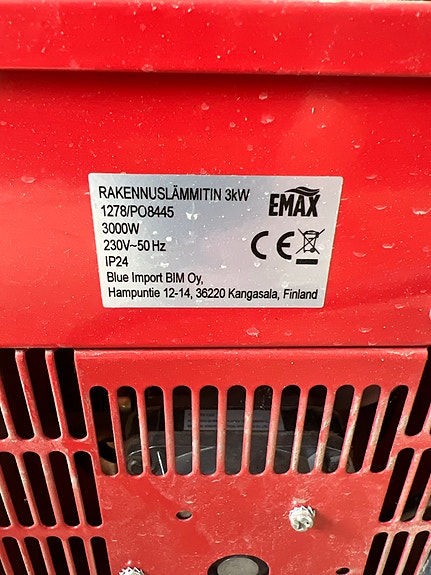 RAKENNUSLÄMMITIN 3kW
EMAX
1278/PO8445
3000W
230V~50 Hz
CE
IP24
Blue Import BIM Oy,
Hampuntie 12-14, 36220 Kangasala, Finland